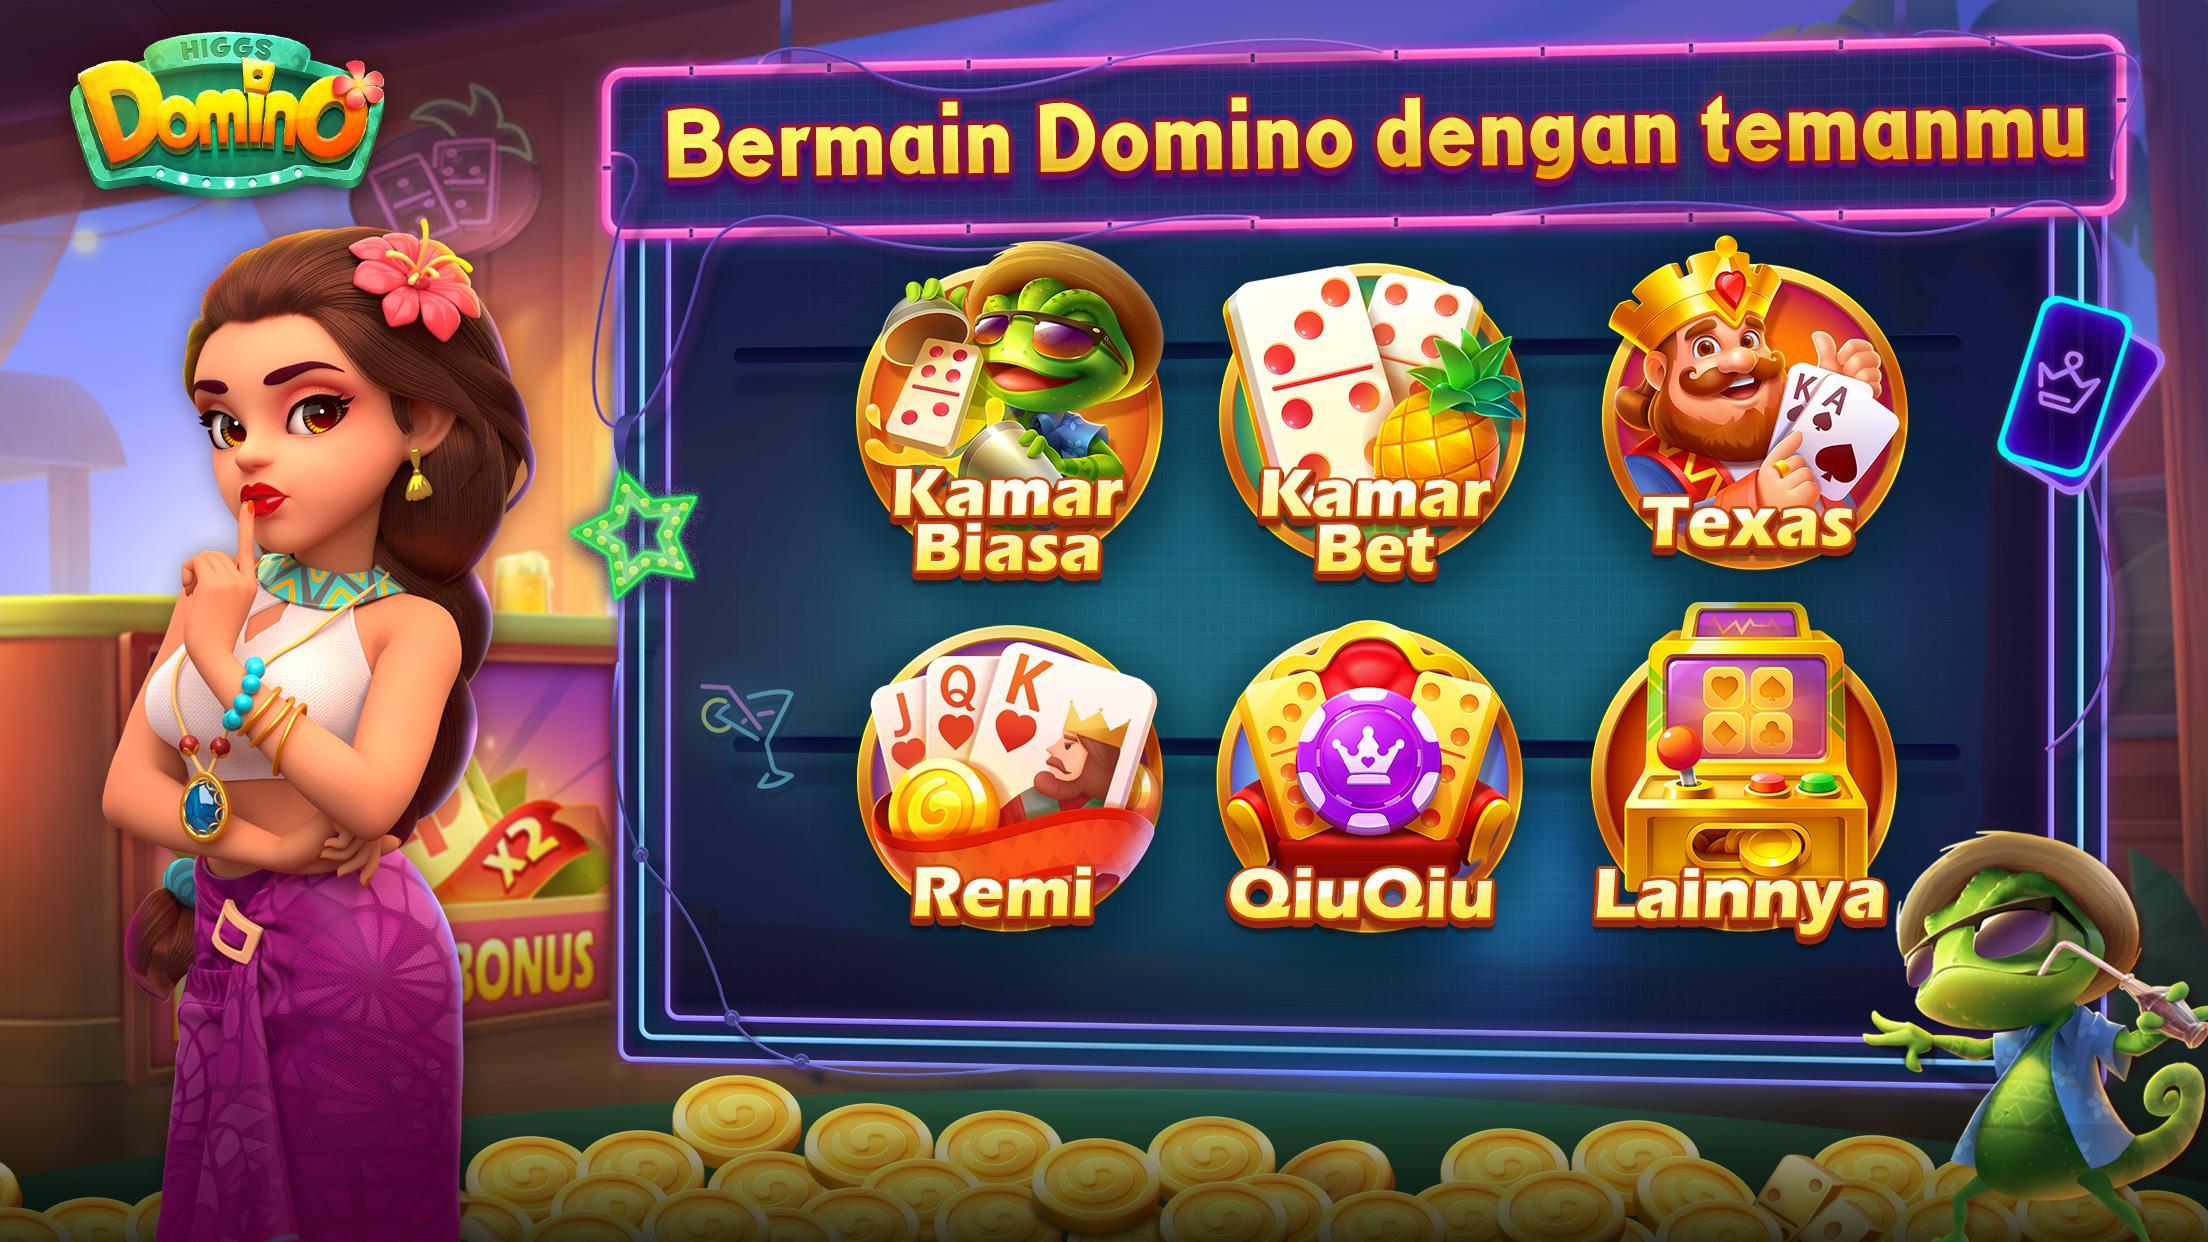 HIGGS
Domino
Bermain Domino dengan temanmu
K A
Kamar
Biasa
Kamar
Bet
Texas
J Q K
Remi
QiuQiu
Lainnya
x2
BONUS